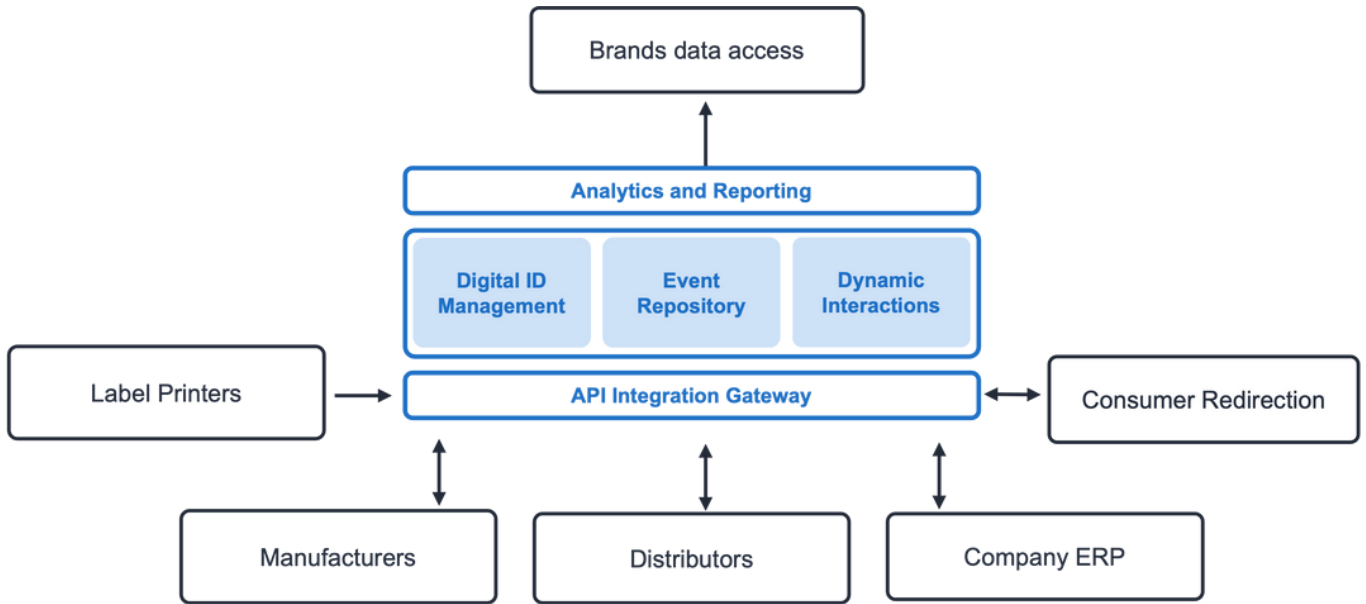 Brands data access
Analytics and Reporting
Digital ID
Management
Event
Repository
Dynamic
Interactions
Label Printers
API Integration Gateway
Consumer Redirection
Manufacturers
Distributors
Company ERP